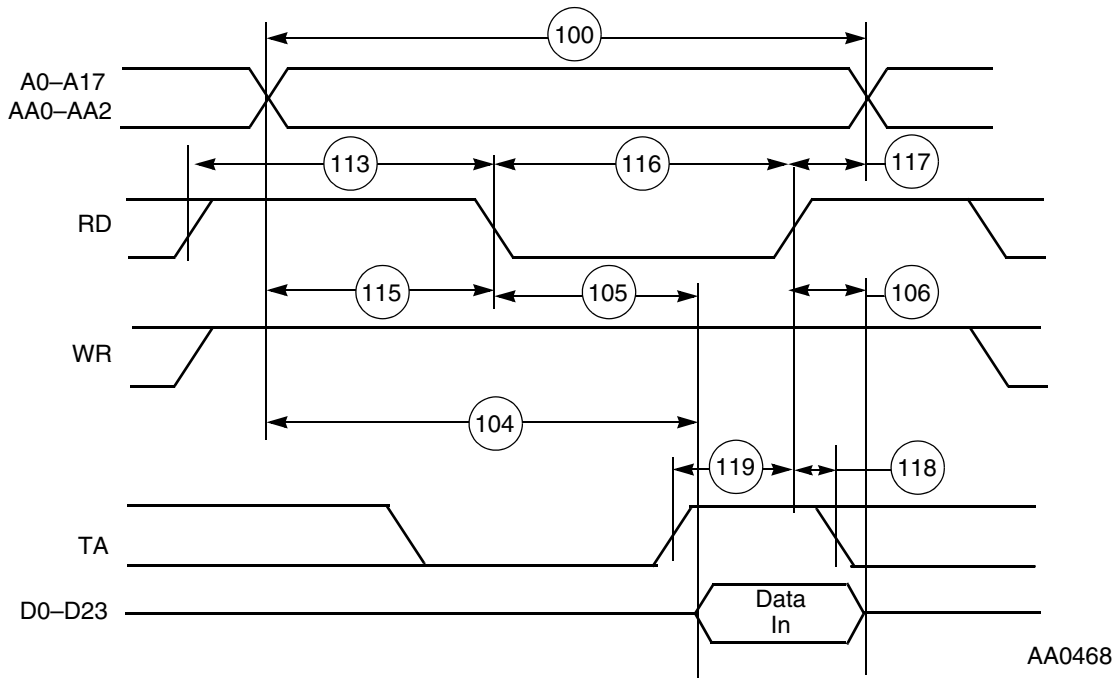 100
A0–A17
AA0–AA2
113
116
117
RD
115
105
106
WR
104
119
118
TA
D0–D23
Data
In
AA0468